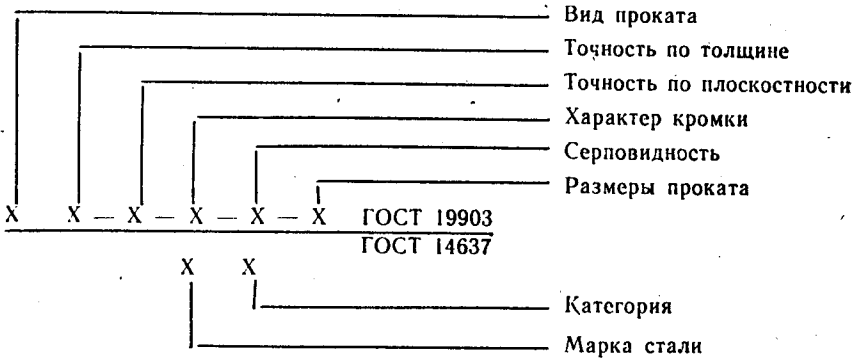 Вид проката
Точность по толщине
Точность по плоскостности
Характер кромки
Серповидность
Размеры проката
X X — X — X — X — X ГОСТ 19903
ГОСТ 14637
X X
Категория
Марка стали